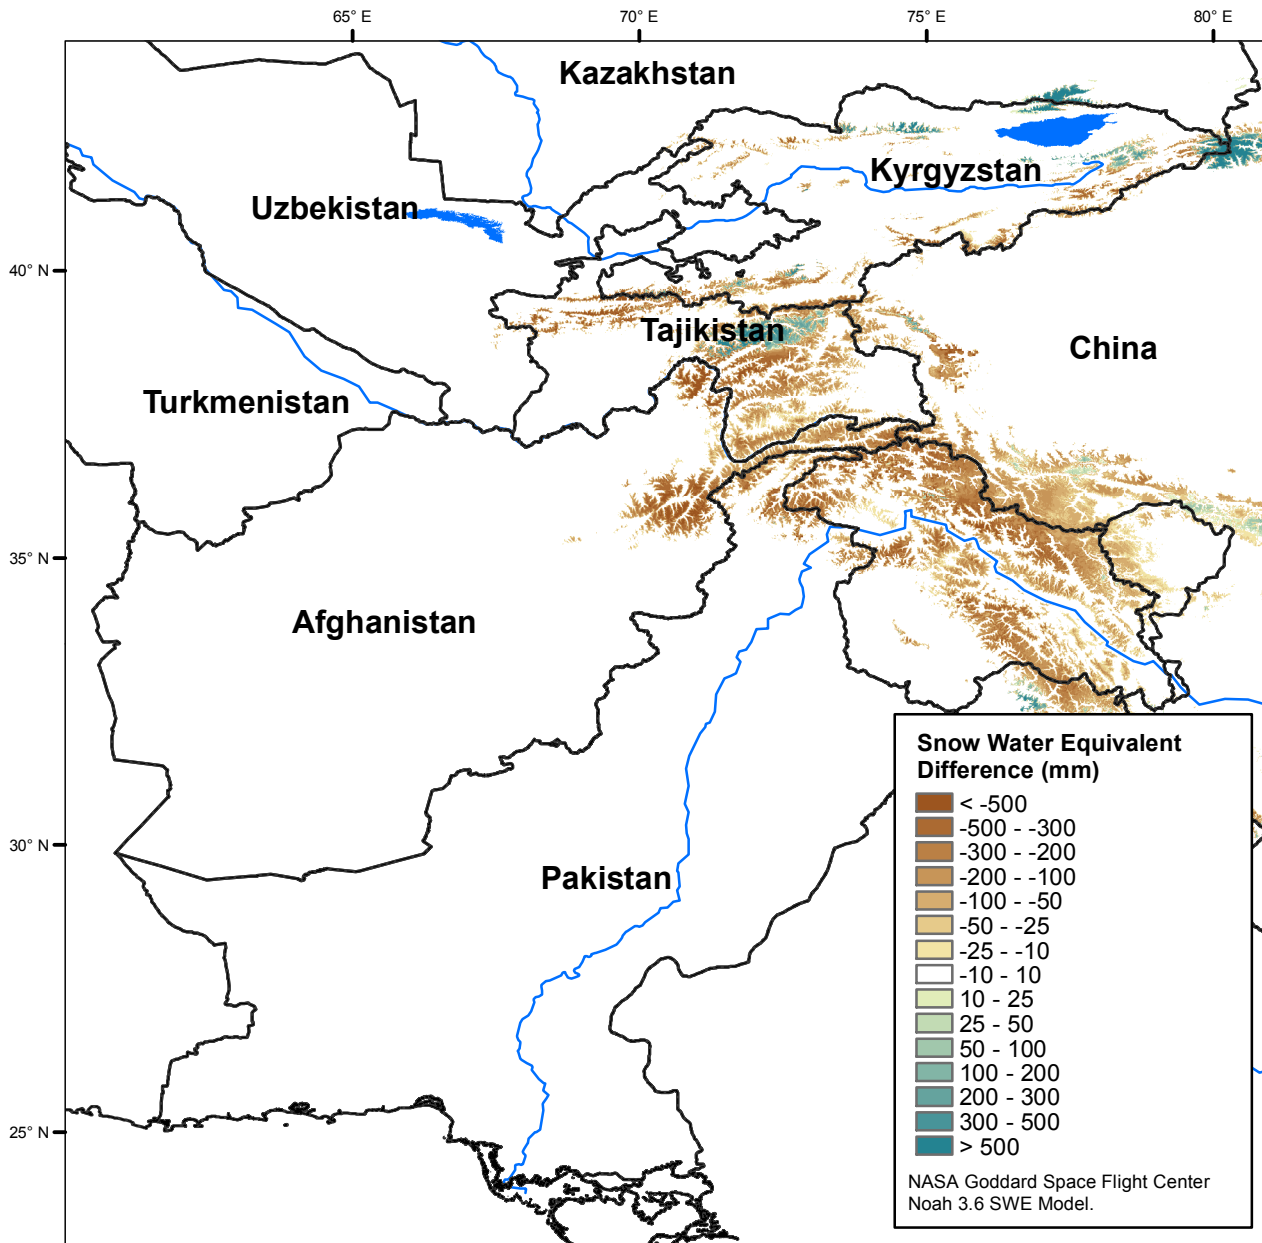 65° E
70° E
75° E
80° E
Kazakhstan
Kyrgyzstan
Uzbekistan
40° N
Tajikistan
China
Turkmenistan
35° N
Afghanistan
30° N
Pakistan
25° N
Snow Water Equivalent
Difference (mm)
< -500
-500 - -300
-300 - -200
-200 - -100
-100 - -50
-50 - -25
-25 - -10
-10 - 10
10 - 25
25 - 50
50 - 100
100 - 200
200 - 300
300 - 500
> 500
NASA Goddard Space Flight Center
Noah 3.6 SWE Model.